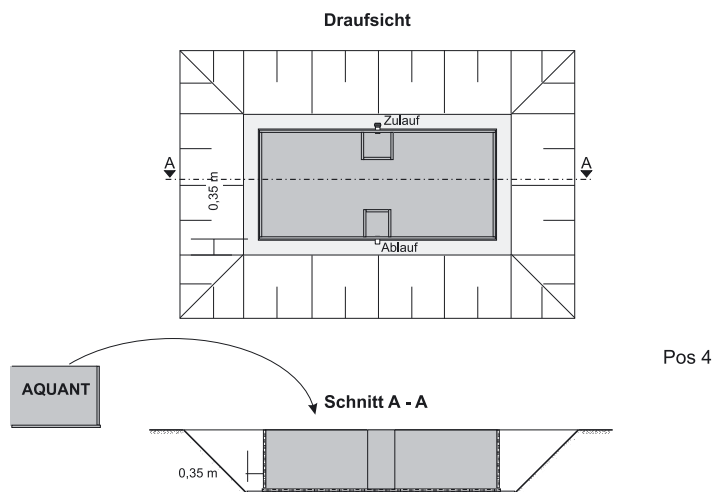 Draufsicht
Zulauf
A
A
0,35 m
Ablauf
Pos 4
AQUANT
Schnitt A - A
0,35 m